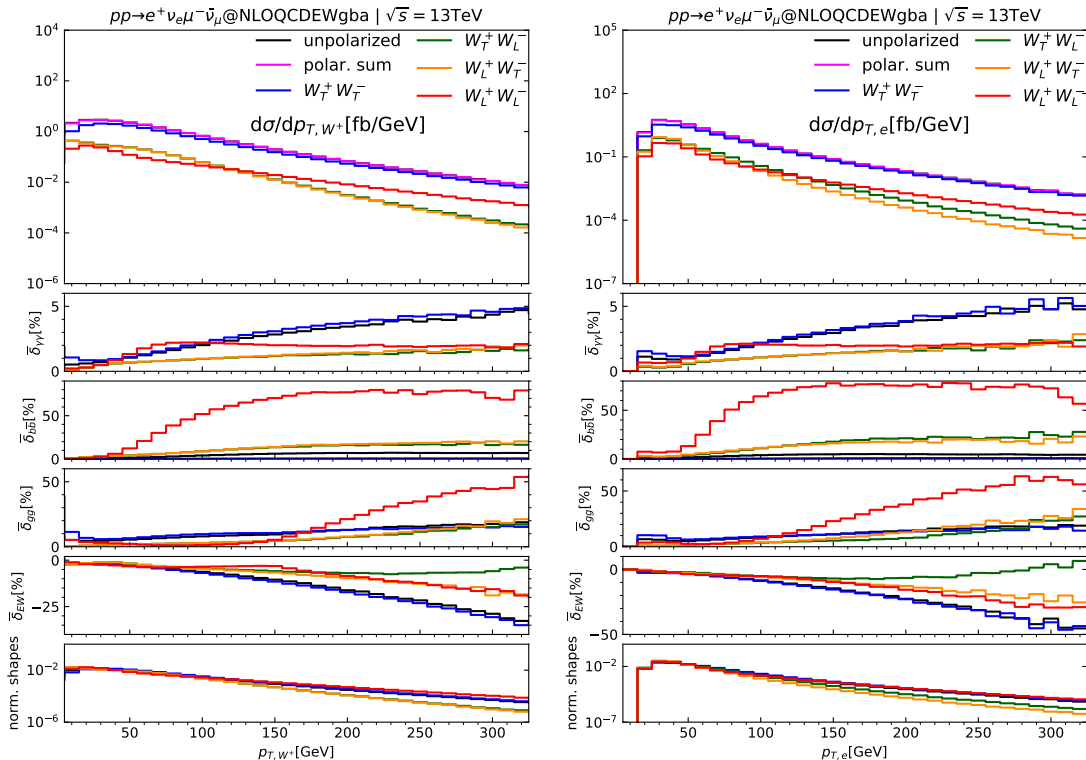 pp→e⁺ν_eμ⁻ν̄_μ@NLOQCDEWgba | √s = 13TeV
10⁴
10²
10⁰
10⁻²
10⁻⁴
10⁻⁶
unpolarized
polar. sum
W_T⁺W_T⁻
W_T⁺W_L⁻
W_L⁺W_T⁻
W_L⁺W_L⁻
dσ/dp_{T,W⁺}[fb/GeV]
5
0
δ̄_γγ[%]
50
0
δ̄_{bb̄}[%]
50
0
δ̄_gg[%]
0
−25
δ̄_EW[%]
10⁻²
10⁻⁶
norm. shapes
50 100 150 200 250 300
p_{T,W⁺}[GeV]
pp→e⁺ν_eμ⁻ν̄_μ@NLOQCDEWgba | √s = 13TeV
10⁵
10²
10⁻¹
10⁻⁴
10⁻⁷
unpolarized
polar. sum
W_T⁺W_T⁻
W_T⁺W_L⁻
W_L⁺W_T⁻
W_L⁺W_L⁻
dσ/dp_{T,e}[fb/GeV]
5
0
δ̄_γγ[%]
50
0
δ̄_{bb̄}[%]
50
0
δ̄_gg[%]
0
−50
δ̄_EW[%]
10⁻²
10⁻⁷
norm. shapes
50 100 150 200 250 300
p_{T,e}[GeV]